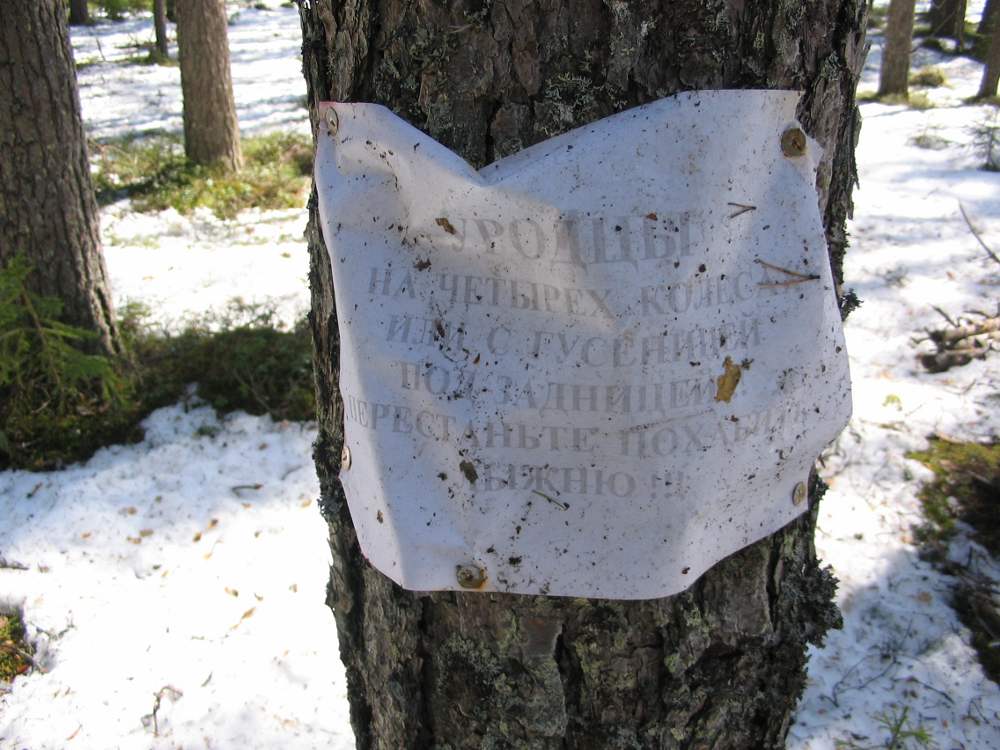 УРОДЦЫ
НА ЧЕТЫРЕХ КОЛЕСАХ
ИЛИ С ГУСЕНИЦЕЙ
ПОД ЗАДНИЦЕЙ
ПЕРЕСТАНЬТЕ ПОХАБИТЬ
ЛЫЖНЮ !!!